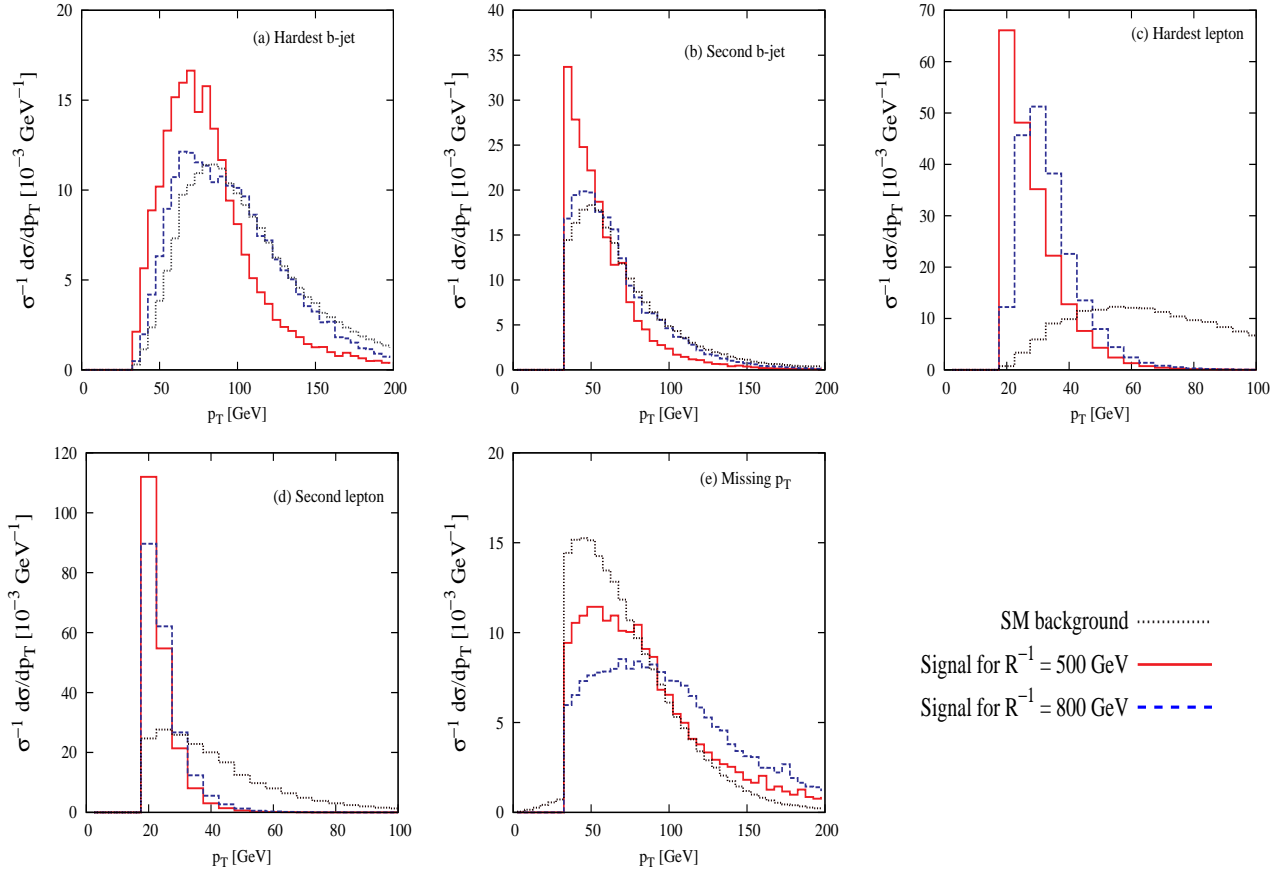 (a) Hardest b-jet
σ⁻¹ dσ/dp_T [10⁻³ GeV⁻¹]
20
15
10
5
0
0 50 100 150 200
p_T [GeV]
(b) Second b-jet
σ⁻¹ dσ/dp_T [10⁻³ GeV⁻¹]
40
35
30
25
20
15
10
5
0
0 50 100 150 200
p_T [GeV]
(c) Hardest lepton
σ⁻¹ dσ/dp_T [10⁻³ GeV⁻¹]
70
60
50
40
30
20
10
0
0 20 40 60 80 100
p_T [GeV]
(d) Second lepton
σ⁻¹ dσ/dp_T [10⁻³ GeV⁻¹]
120
100
80
60
40
20
0
0 20 40 60 80 100
p_T [GeV]
(e) Missing p_T
σ⁻¹ dσ/dp_T [10⁻³ GeV⁻¹]
20
15
10
5
0
0 50 100 150 200
p_T [GeV]
SM background
Signal for R⁻¹ = 500 GeV
Signal for R⁻¹ = 800 GeV